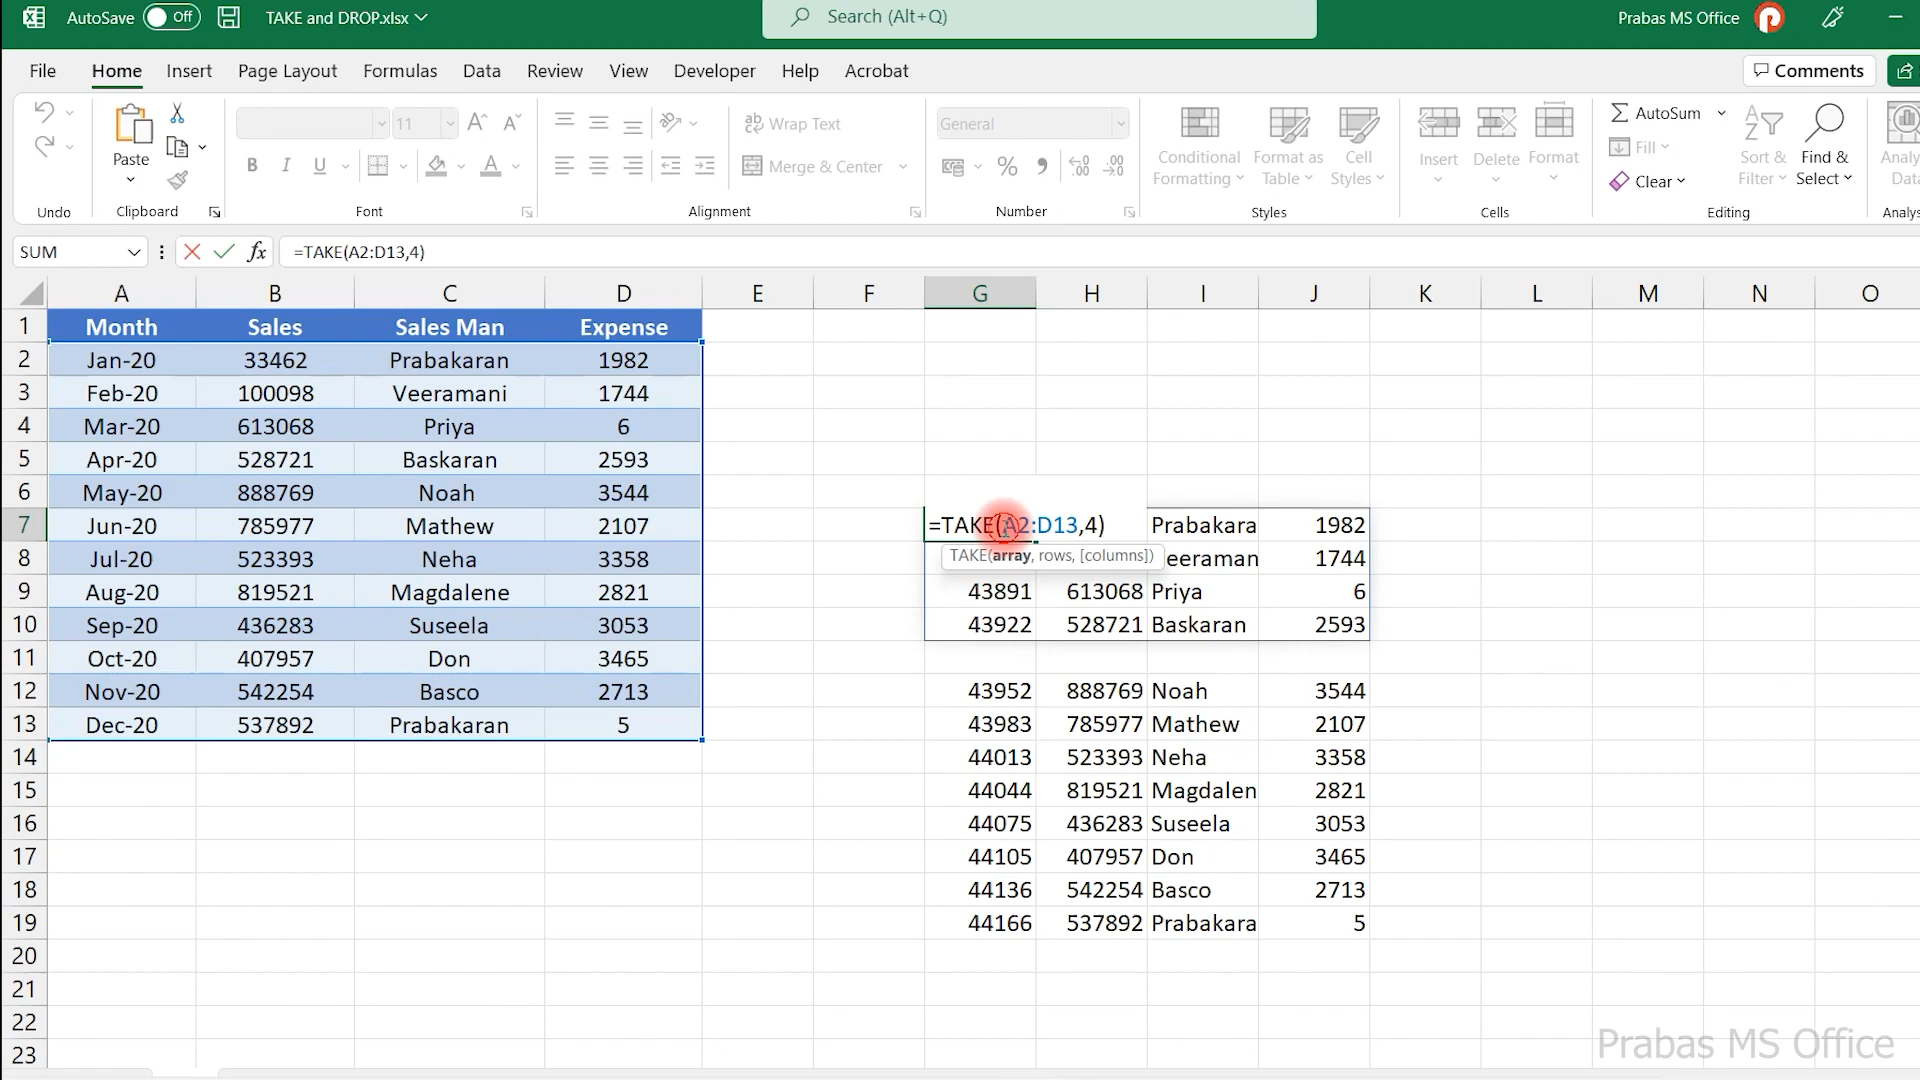 AutoSave Off TAKE and DROP.xlsx Search (Alt+Q) Prabas MS Office
File Home Insert Page Layout Formulas Data Review View Developer Help Acrobat Comments
11 Wrap Text General AutoSum
Paste Conditional Formatting Format as Table Cell Styles Insert Delete Format Fill Sort & Filter Find & Select
B I U A Merge & Center % Clear
Undo Clipboard Font Alignment Number Styles Cells Editing
SUM fx =TAKE(A2:D13,4)
A B C D E F G H I J K L M N O
1 Month Sales Sales Man Expense
2 Jan-20 33462 Prabakaran 1982
3 Feb-20 100098 Veeramani 1744
4 Mar-20 613068 Priya 6
5 Apr-20 528721 Baskaran 2593
6 May-20 888769 Noah 3544
7 Jun-20 785977 Mathew 2107 =TAKE(A2:D13,4) Prabakara 1982
TAKE(array, rows, [columns])
8 Jul-20 523393 Neha 3358 eeraman 1744
9 Aug-20 819521 Magdalene 2821 43891 613068 Priya 6
10 Sep-20 436283 Suseela 3053 43922 528721 Baskaran 2593
11 Oct-20 407957 Don 3465
12 Nov-20 542254 Basco 2713 43952 888769 Noah 3544
13 Dec-20 537892 Prabakaran 5 43983 785977 Mathew 2107
14 44013 523393 Neha 3358
15 44044 819521 Magdalen 2821
16 44075 436283 Suseela 3053
17 44105 407957 Don 3465
18 44136 542254 Basco 2713
19 44166 537892 Prabakara 5
20
21
22
23
Prabas MS Office